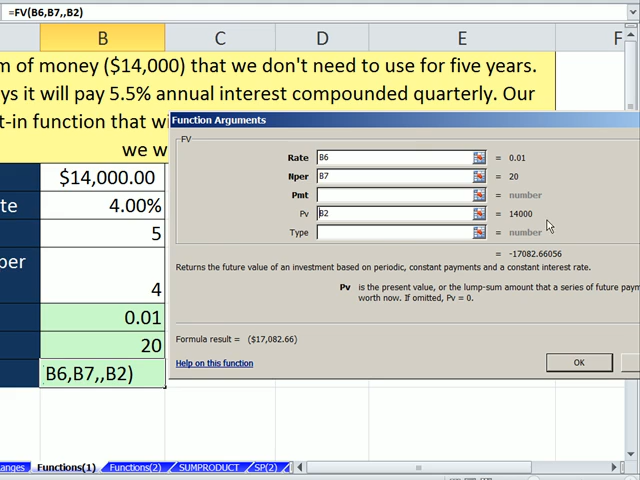 =FV(B6,B7,,B2)
B C D E F
m of money ($14,000) that we don't need to use for five years.
ys it will pay 5.5% annual interest compounded quarterly. Our
t-in function that wi
we w
Function Arguments
FV
Rate B6 = 0.01
Nper B7 = 20
Pmt = number
Pv B2 = 14000
Type = number
= -17082.66056
Returns the future value of an investment based on periodic, constant payments and a constant interest rate.
Pv is the present value, or the lump-sum amount that a series of future paym
worth now. If omitted, Pv = 0.
Formula result = ($17,082.66)
Help on this function
OK
$14,000.00
te 4.00%
5
per
4
0.01
20
B6,B7,,B2)
anges Functions(1) Functions(2) SUMPRODUCT SP(2)